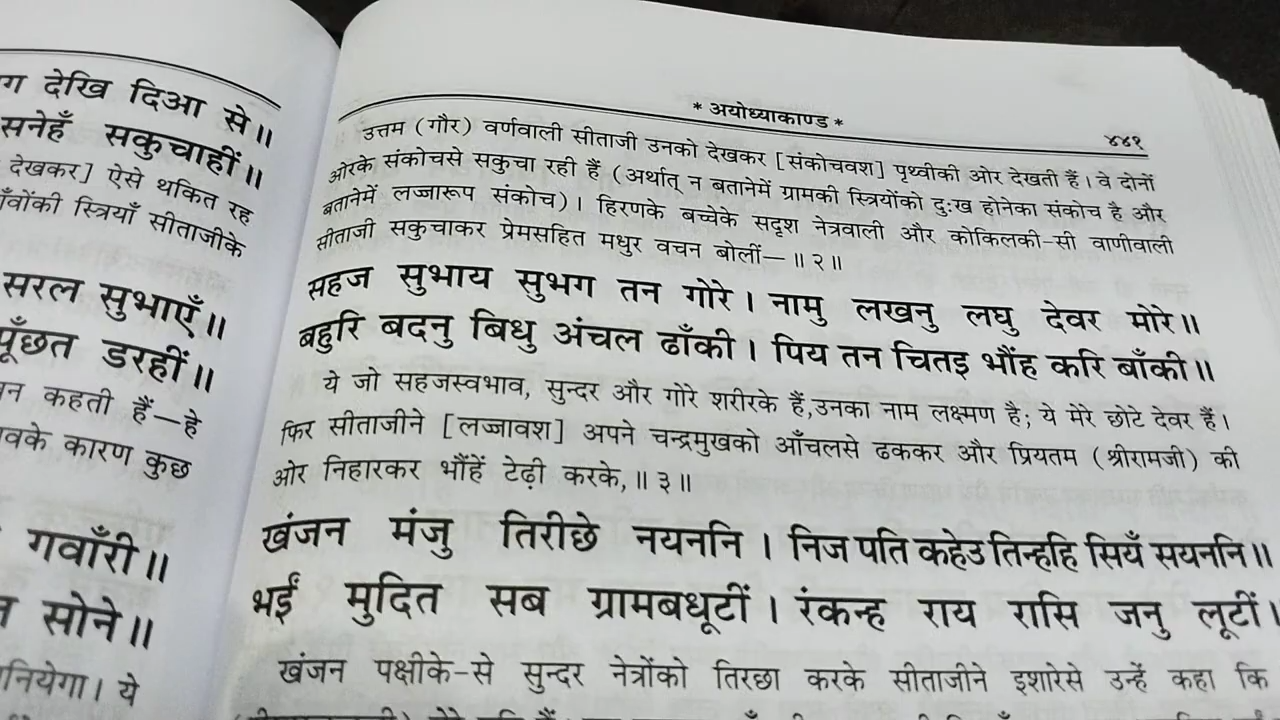 ग देखि दिआ से॥
सनेहँ सकुचाहीं॥
देखकर] ऐसे थकित रह
गाँवोंकी स्त्रियाँ सीताजीके
सरल सुभाएँ॥
पूँछत डरहीं॥
कहती हैं—हे
कारण कुछ
गवाँरी॥
सोने॥
ये
* अयोध्याकाण्ड *
४४१
उत्तम (गौर) वर्णवाली सीताजी उनको देखकर [संकोचवश] पृथ्वीकी ओर देखती हैं। वे दोनों
ओरके संकोचसे सकुचा रही हैं (अर्थात् न बतानेमें ग्रामकी स्त्रियोंको दुःख होनेका संकोच है और
बतानेमें लज्जारूप संकोच)। हिरणके बच्चेके सदृश नेत्रवाली और कोकिलकी-सी वाणीवाली
सीताजी सकुचाकर प्रेमसहित मधुर वचन बोलीं—॥२॥
सहज सुभाय सुभग तन गोरे। नामु लखनु लघु देवर मोरे॥
बहुरि बदनु बिधु अंचल ढाँकी। पिय तन चितइ भौंह करि बाँकी॥
ये जो सहजस्वभाव, सुन्दर और गोरे शरीरके हैं,उनका नाम लक्ष्मण है; ये मेरे छोटे देवर हैं।
फिर सीताजीने [लज्जावश] अपने चन्द्रमुखको आँचलसे ढककर और प्रियतम (श्रीरामजी) की
ओर निहारकर भौंहें टेढ़ी करके,॥३॥
खंजन मंजु तिरीछे नयननि। निज पति कहेउ तिन्हहि सियँ सयननि॥
भईं मुदित सब ग्रामबधूटीं। रंकन्ह राय रासि जनु लूटीं।
खंजन पक्षीके-से सुन्दर नेत्रोंको तिरछा करके सीताजीने इशारेसे उन्हें कहा कि